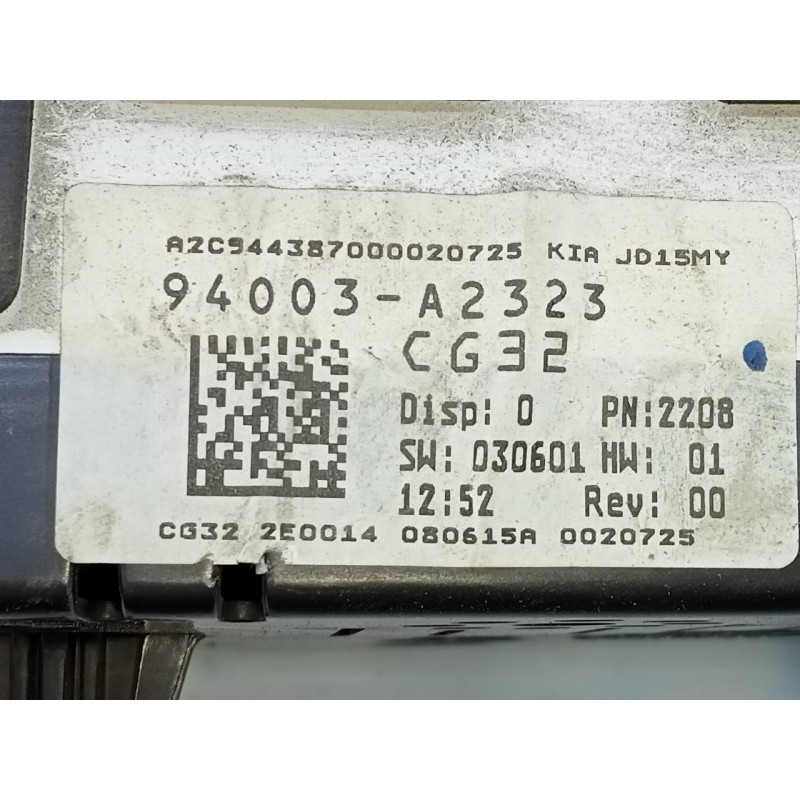 A2C94438700020725 KIA JD15MY
94003-A2323
CG32
Disp: 0 PN:2208
SW: 030601 HW: 01
12:52 Rev: 00
CG32 2E0014 080615A 0020725